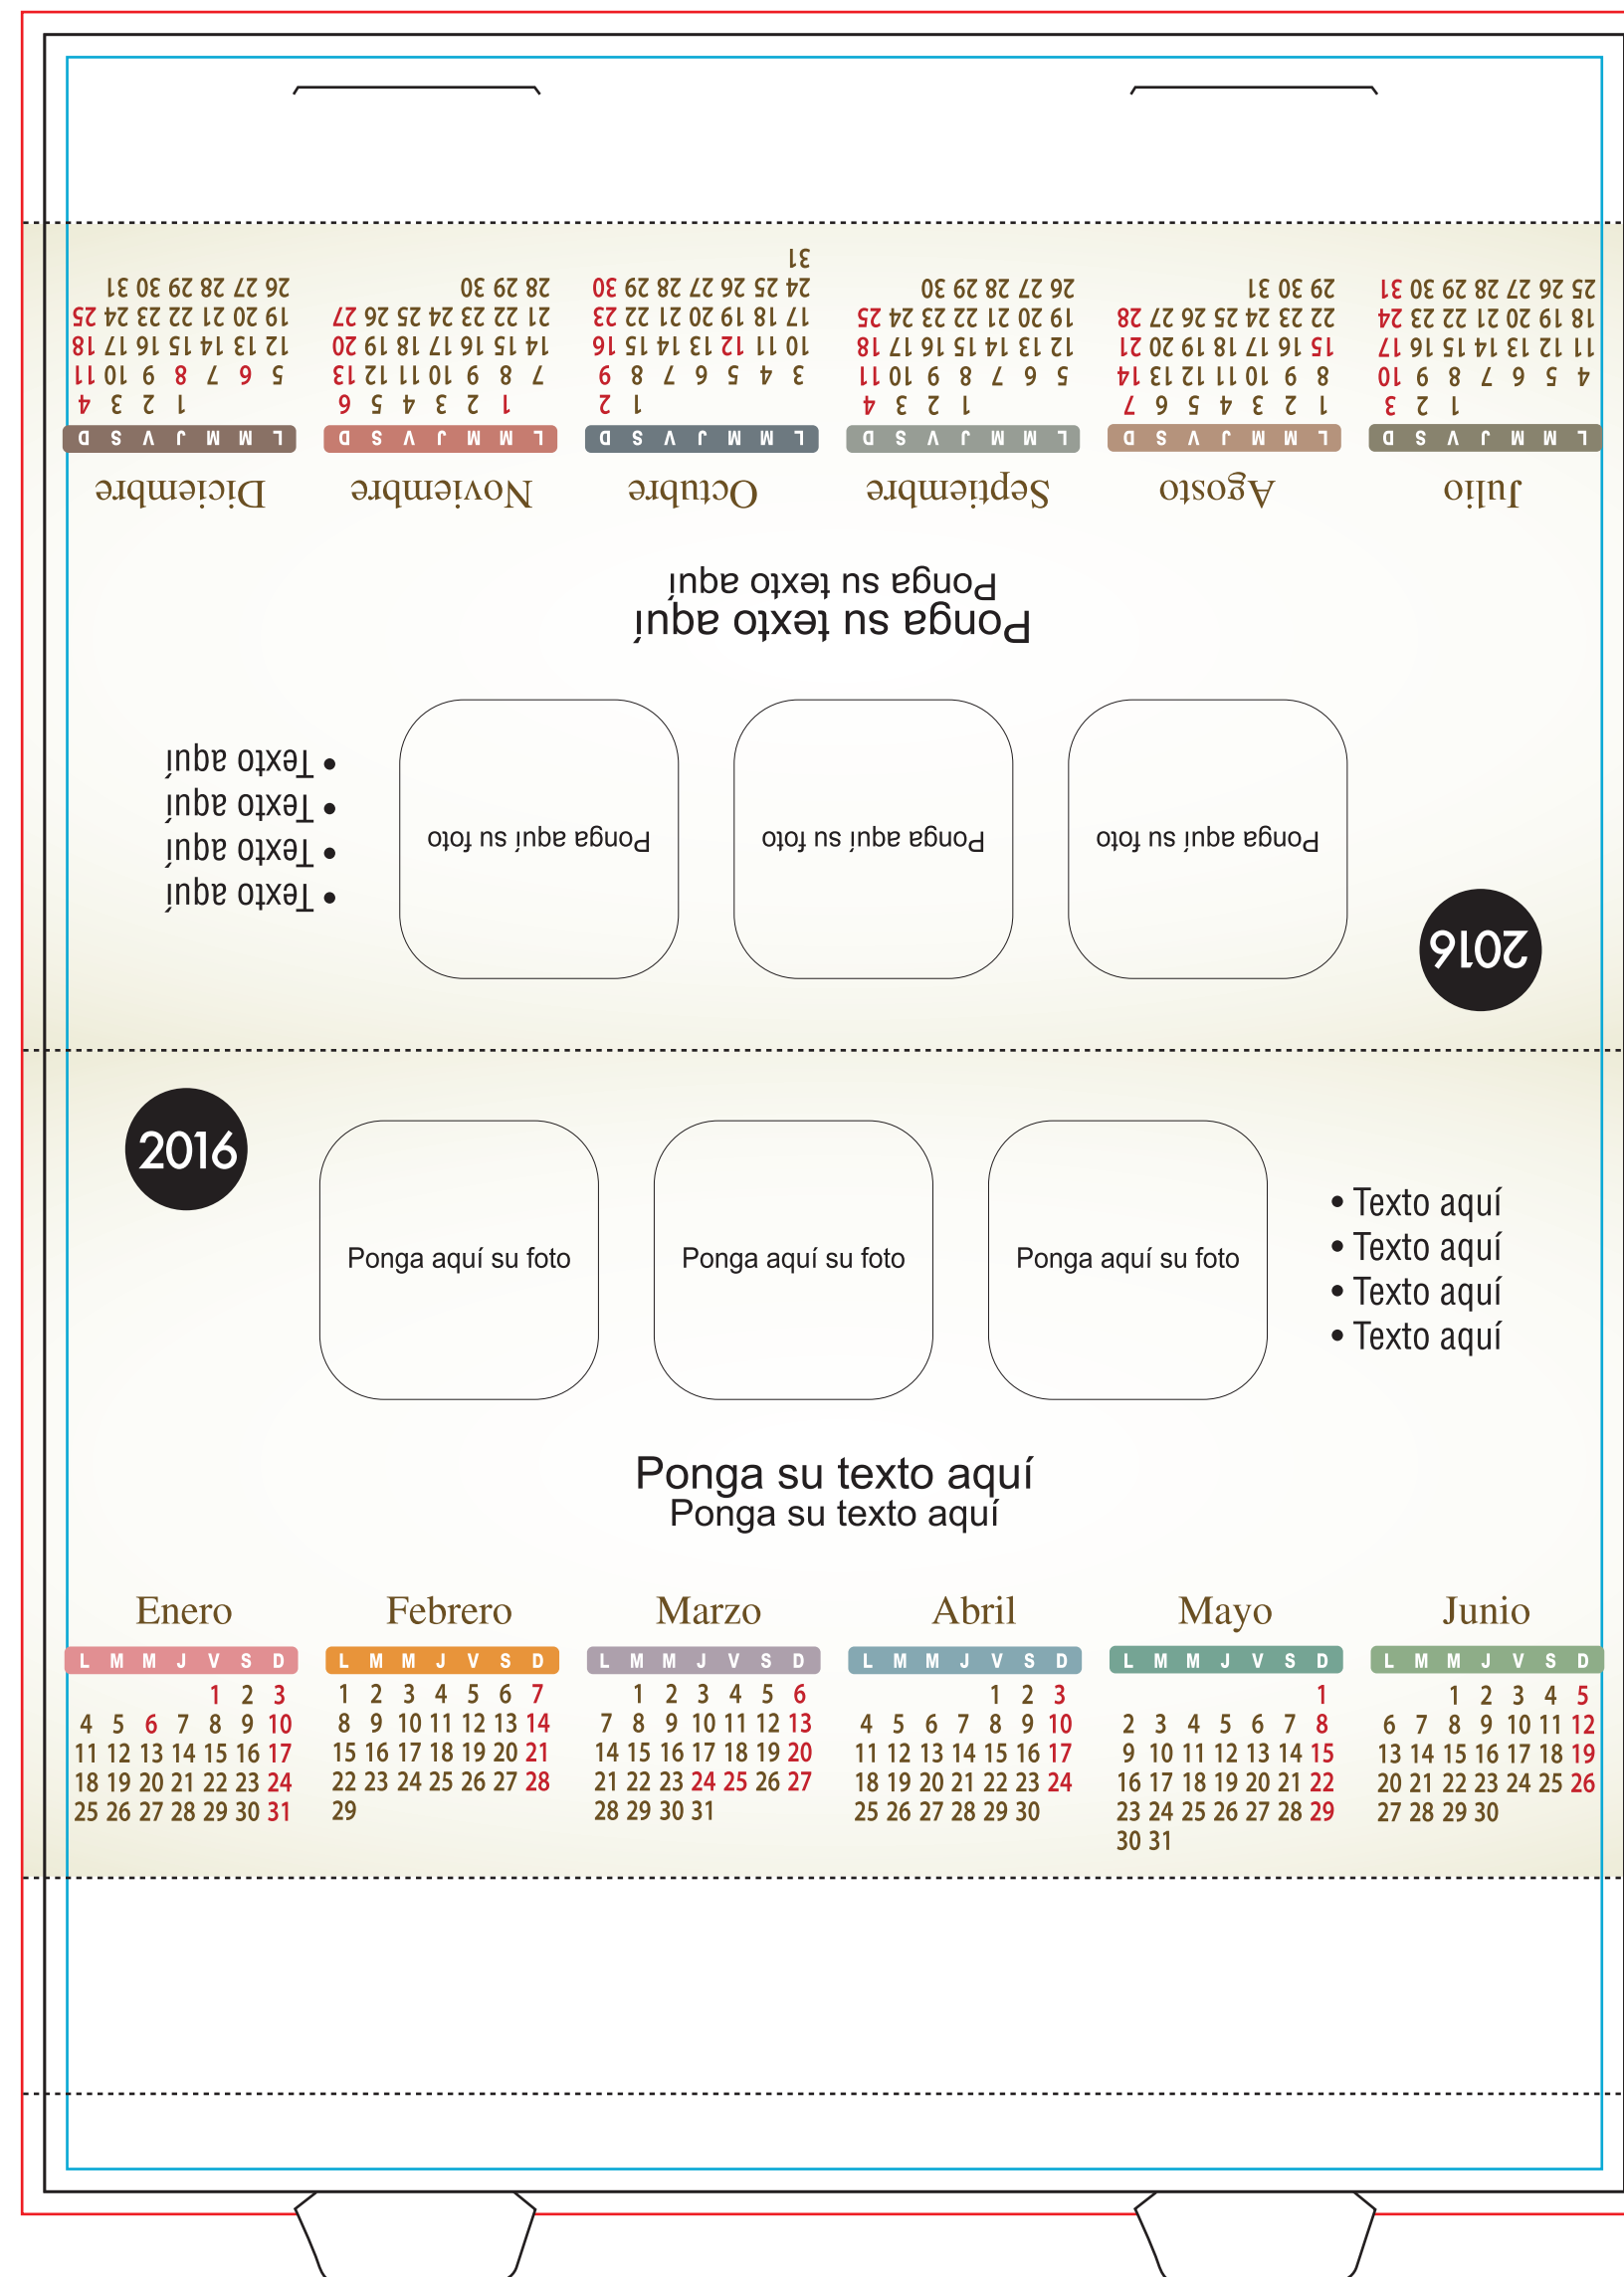 2016
Ponga aquí su foto
Ponga aquí su foto
Ponga aquí su foto
• Texto aquí
• Texto aquí
• Texto aquí
• Texto aquí
Ponga su texto aquí
Ponga su texto aquí
Julio
L M M J V S D
1 2 3
4 5 6 7 8 9 10
11 12 13 14 15 16 17
18 19 20 21 22 23 24
25 26 27 28 29 30 31
Agosto
L M M J V S D
1 2 3 4 5 6 7
8 9 10 11 12 13 14
15 16 17 18 19 20 21
22 23 24 25 26 27 28
29 30 31
Septiembre
L M M J V S D
1 2 3 4
5 6 7 8 9 10 11
12 13 14 15 16 17 18
19 20 21 22 23 24 25
26 27 28 29 30
Octubre
L M M J V S D
1 2
3 4 5 6 7 8 9
10 11 12 13 14 15 16
17 18 19 20 21 22 23
24 25 26 27 28 29 30
31
Noviembre
L M M J V S D
1 2 3 4 5 6
7 8 9 10 11 12 13
14 15 16 17 18 19 20
21 22 23 24 25 26 27
28 29 30
Diciembre
L M M J V S D
1 2 3 4
5 6 7 8 9 10 11
12 13 14 15 16 17 18
19 20 21 22 23 24 25
26 27 28 29 30 31
2016
Ponga aquí su foto
Ponga aquí su foto
Ponga aquí su foto
• Texto aquí
• Texto aquí
• Texto aquí
• Texto aquí
Ponga su texto aquí
Ponga su texto aquí
Enero
L M M J V S D
1 2 3
4 5 6 7 8 9 10
11 12 13 14 15 16 17
18 19 20 21 22 23 24
25 26 27 28 29 30 31
Febrero
L M M J V S D
1 2 3 4 5 6 7
8 9 10 11 12 13 14
15 16 17 18 19 20 21
22 23 24 25 26 27 28
29
Marzo
L M M J V S D
1 2 3 4 5 6
7 8 9 10 11 12 13
14 15 16 17 18 19 20
21 22 23 24 25 26 27
28 29 30 31
Abril
L M M J V S D
1 2 3
4 5 6 7 8 9 10
11 12 13 14 15 16 17
18 19 20 21 22 23 24
25 26 27 28 29 30
Mayo
L M M J V S D
1
2 3 4 5 6 7 8
9 10 11 12 13 14 15
16 17 18 19 20 21 22
23 24 25 26 27 28 29
30 31
Junio
L M M J V S D
1 2 3 4 5
6 7 8 9 10 11 12
13 14 15 16 17 18 19
20 21 22 23 24 25 26
27 28 29 30